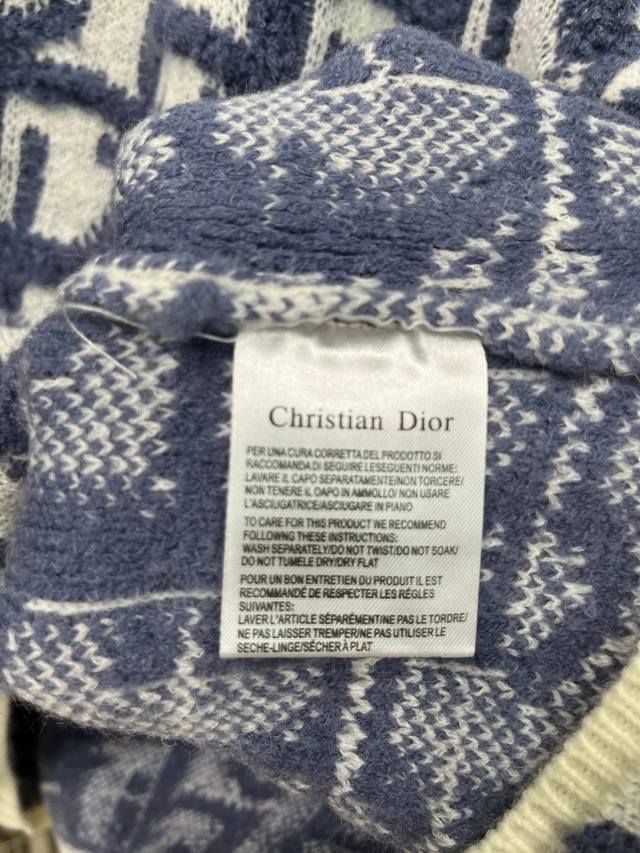 Christian Dior
PER UNA CURA CORRETTA DEL PRODOTTO SI
RACCOMANDA DI SEGUIRE LE SEGUENTI NORME:
LAVARE IL CAPO SEPARATAMENTE/NON TORCERE/
NON TENERE IL CAPO IN AMMOLLO/ NON USARE
L'ASCIUGATRICE/ASCIUGARE IN PIANO
TO CARE FOR THIS PRODUCT WE RECOMMEND
FOLLOWNG THESE INSTRUCTIONS:
WASH SEPARATELY/DO NOT TWIST/DO NOT SOAK/
DO NOT TUMELE DRY/DRY FLAT
POUR UN BON ENTRETIEN DU PRODUIT IL EST
RECOMMANDÉ DE RESPECTER LES RÉGLES
SUIVANTES:
LAVER L'ARTICLE SÉPARÉMENT/NE PAS LE TORDRE/
NE PAS LAISSER TREMPER/NE PAS UTILISER LE
SECHE-LINGE/SÉCHER À PLAT